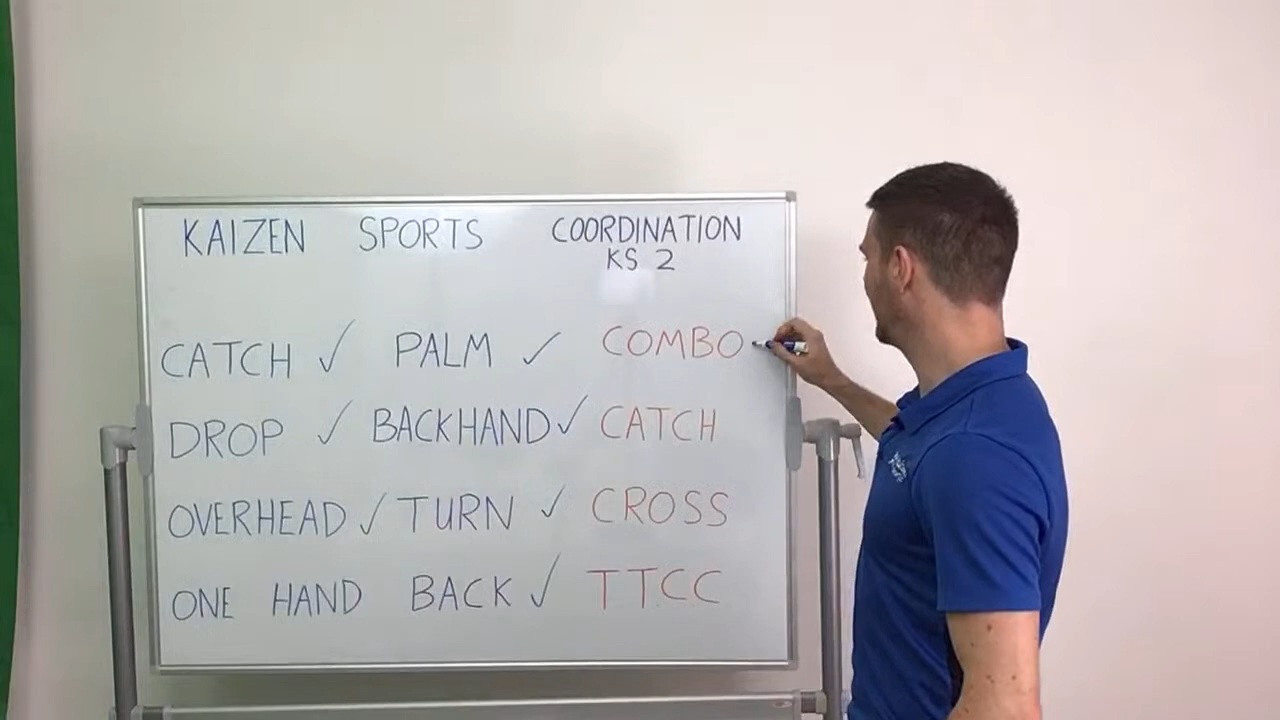 KAIZEN SPORTS COORDINATION
KS 2
CATCH ✓ PALM ✓ COMBO
DROP ✓ BACKHAND ✓ CATCH
OVERHEAD ✓ TURN ✓ CROSS
ONE HAND BACK ✓ TTCC